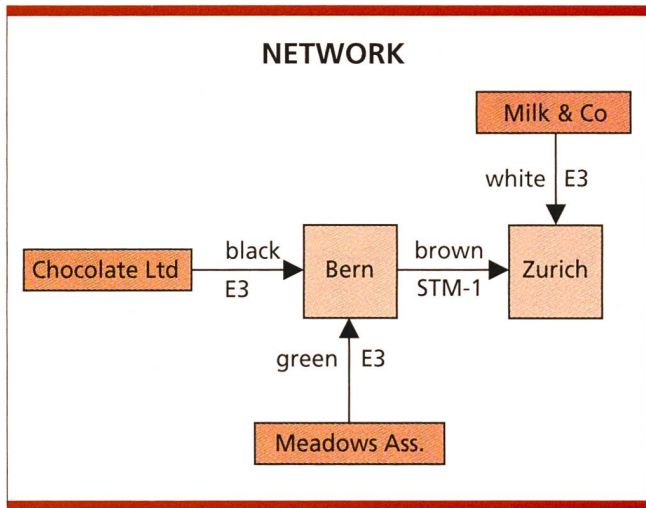 NETWORK
Milk & Co
white E3
black
brown
Chocolate Ltd
Bern
Zurich
E3
STM-1
green E3
Meadows Ass.